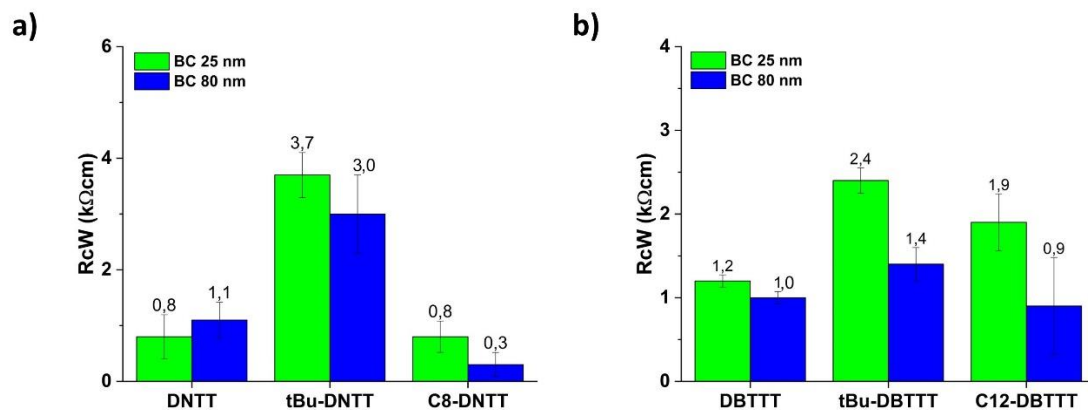 a)
6
BC 25 nm
BC 80 nm
4
3,7
3,0
RcW (kΩcm)
2
0,8
1,1
0,8
0,3
0
DNTT
tBu-DNTT
C8-DNTT
b)
4
BC 25 nm
BC 80 nm
3
2,4
1,9
RcW (kΩcm)
2
1,4
1,2
1,0
0,9
1
0
DBTTT
tBu-DBTTT
C12-DBTTT